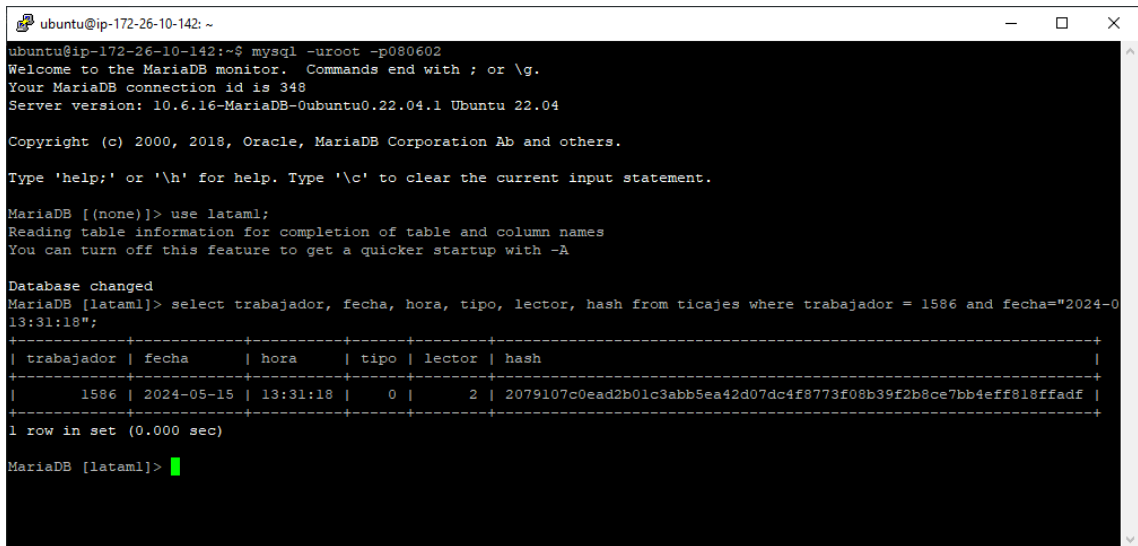 ubuntu@ip-172-26-10-142: ~
ubuntu@ip-172-26-10-142:~$ mysql -uroot -p080602
Welcome to the MariaDB monitor.  Commands end with ; or \g.
Your MariaDB connection id is 348
Server version: 10.6.16-MariaDB-0ubuntu0.22.04.1 Ubuntu 22.04
Copyright (c) 2000, 2018, Oracle, MariaDB Corporation Ab and others.
Type 'help;' or '\h' for help. Type '\c' to clear the current input statement.
MariaDB [(none)]> use lataml;
Reading table information for completion of table and column names
You can turn off this feature to get a quicker startup with -A
Database changed
MariaDB [lataml]> select trabajador, fecha, hora, tipo, lector, hash from ticajes where trabajador = 1586 and fecha="2024-0
13:31:18";
+------------+------------+----------+------+--------+------------------------------------------------------------------+
| trabajador | fecha      | hora     | tipo | lector | hash                                                             |
+------------+------------+----------+------+--------+------------------------------------------------------------------+
|       1586 | 2024-05-15 | 13:31:18 |    0 |      2 | 2079107c0ead2b01c3abb5ea42d07dc4f8773f08b39f2b8ce7bb4eff818ffadf |
+------------+------------+----------+------+--------+------------------------------------------------------------------+
1 row in set (0.000 sec)
MariaDB [lataml]>